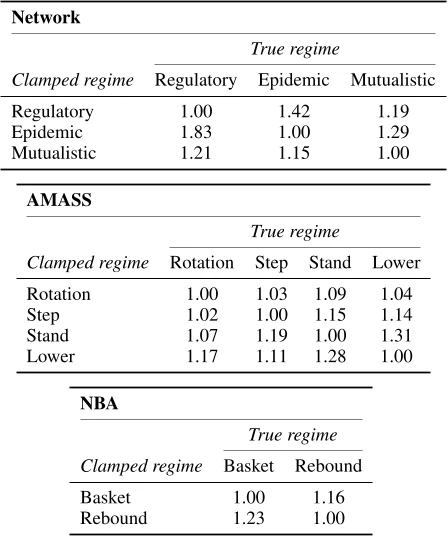 Network
True regime
Clamped regime Regulatory Epidemic Mutualistic
Regulatory 1.00 1.42 1.19
Epidemic 1.83 1.00 1.29
Mutualistic 1.21 1.15 1.00
AMASS
True regime
Clamped regime Rotation Step Stand Lower
Rotation 1.00 1.03 1.09 1.04
Step 1.02 1.00 1.15 1.14
Stand 1.07 1.19 1.00 1.31
Lower 1.17 1.11 1.28 1.00
NBA
True regime
Clamped regime Basket Rebound
Basket 1.00 1.16
Rebound 1.23 1.00